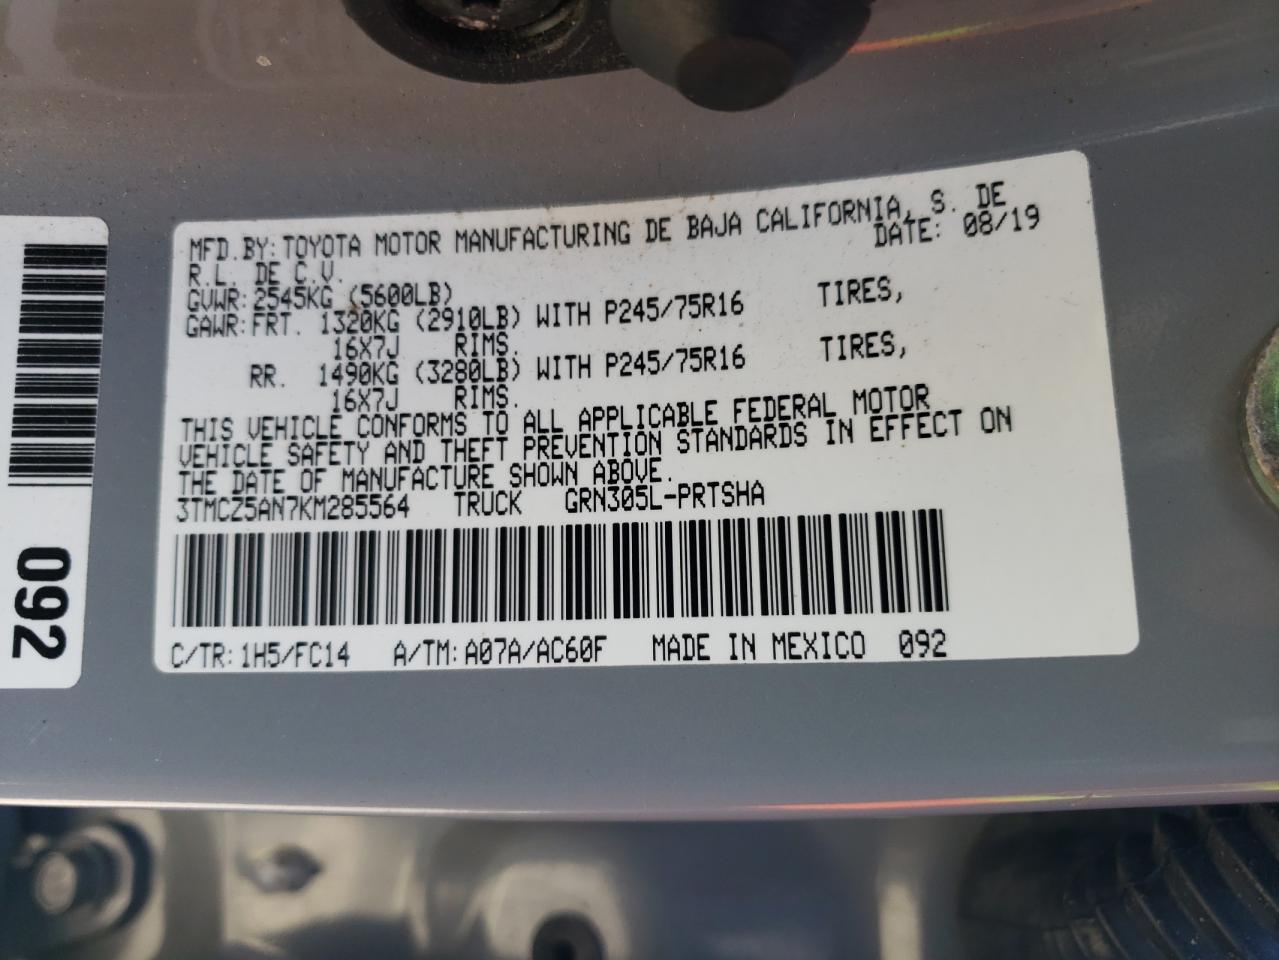 MFD.BY: TOYOTA MOTOR MANUFACTURING DE BAJA CALIFORNIA, S. DE
R.L. DE C.V. DATE: 08/19
GVWR: 2545KG (5600LB)
GAWR: FRT. 1320KG (2910LB) WITH P245/75R16 TIRES,
16X7J RIMS.
RR. 1490KG (3280LB) WITH P245/75R16 TIRES,
16X7J RIMS.
THIS VEHICLE CONFORMS TO ALL APPLICABLE FEDERAL MOTOR
VEHICLE SAFETY AND THEFT PREVENTION STANDARDS IN EFFECT ON
THE DATE OF MANUFACTURE SHOWN ABOVE.
3TMCZ5AN7KM285564 TRUCK GRN305L-PRTSHA
C/TR: 1H5/FC14 A/TM: A07A/AC60F MADE IN MEXICO 092
092